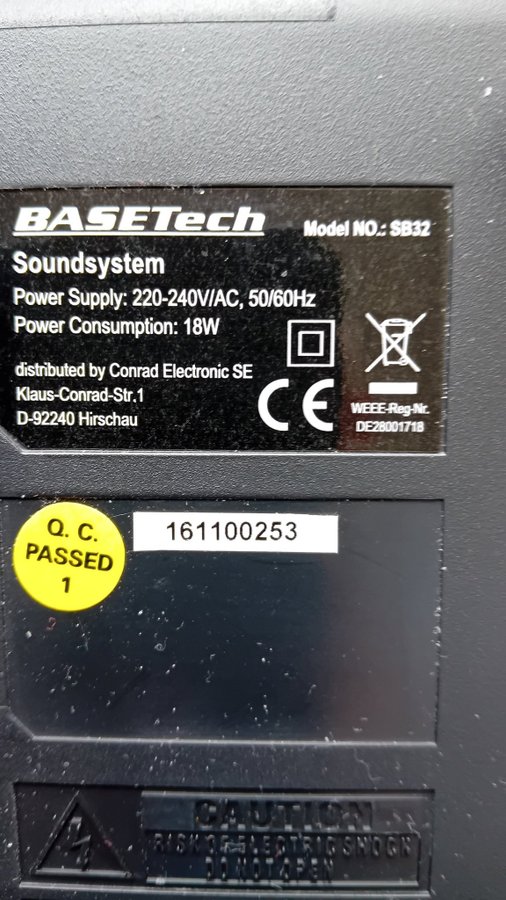 BASETech
Model NO.: SB32
Soundsystem
Power Supply: 220-240V/AC, 50/60Hz
Power Consumption: 18W
distributed by Conrad Electronic SE
Klaus-Conrad-Str.1
D-92240 Hirschau
CE
WEEE-Reg-Nr.
DE28001718
Q. C.
PASSED
1
161100253
CAUTION
RISK OF ELECTRIC SHOCK
DO NOT OPEN